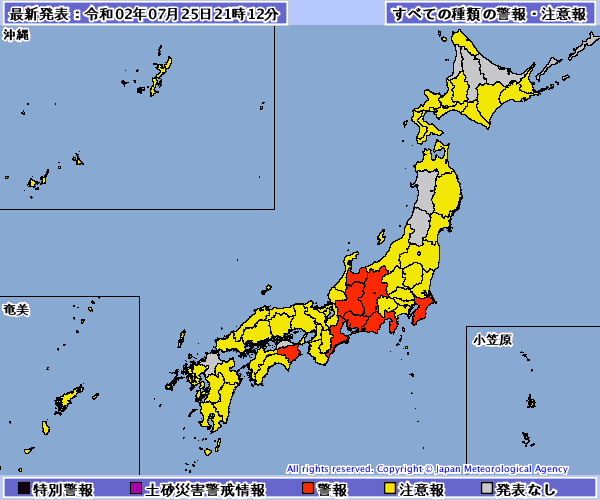 最新発表：令和02年07月25日21時12分
すべての種類の警報・注意報
沖縄
奄美
小笠原
All rights reserved. Copyright © Japan Meteorological Agency
特別警報
土砂災害警戒情報
警報
注意報
発表なし